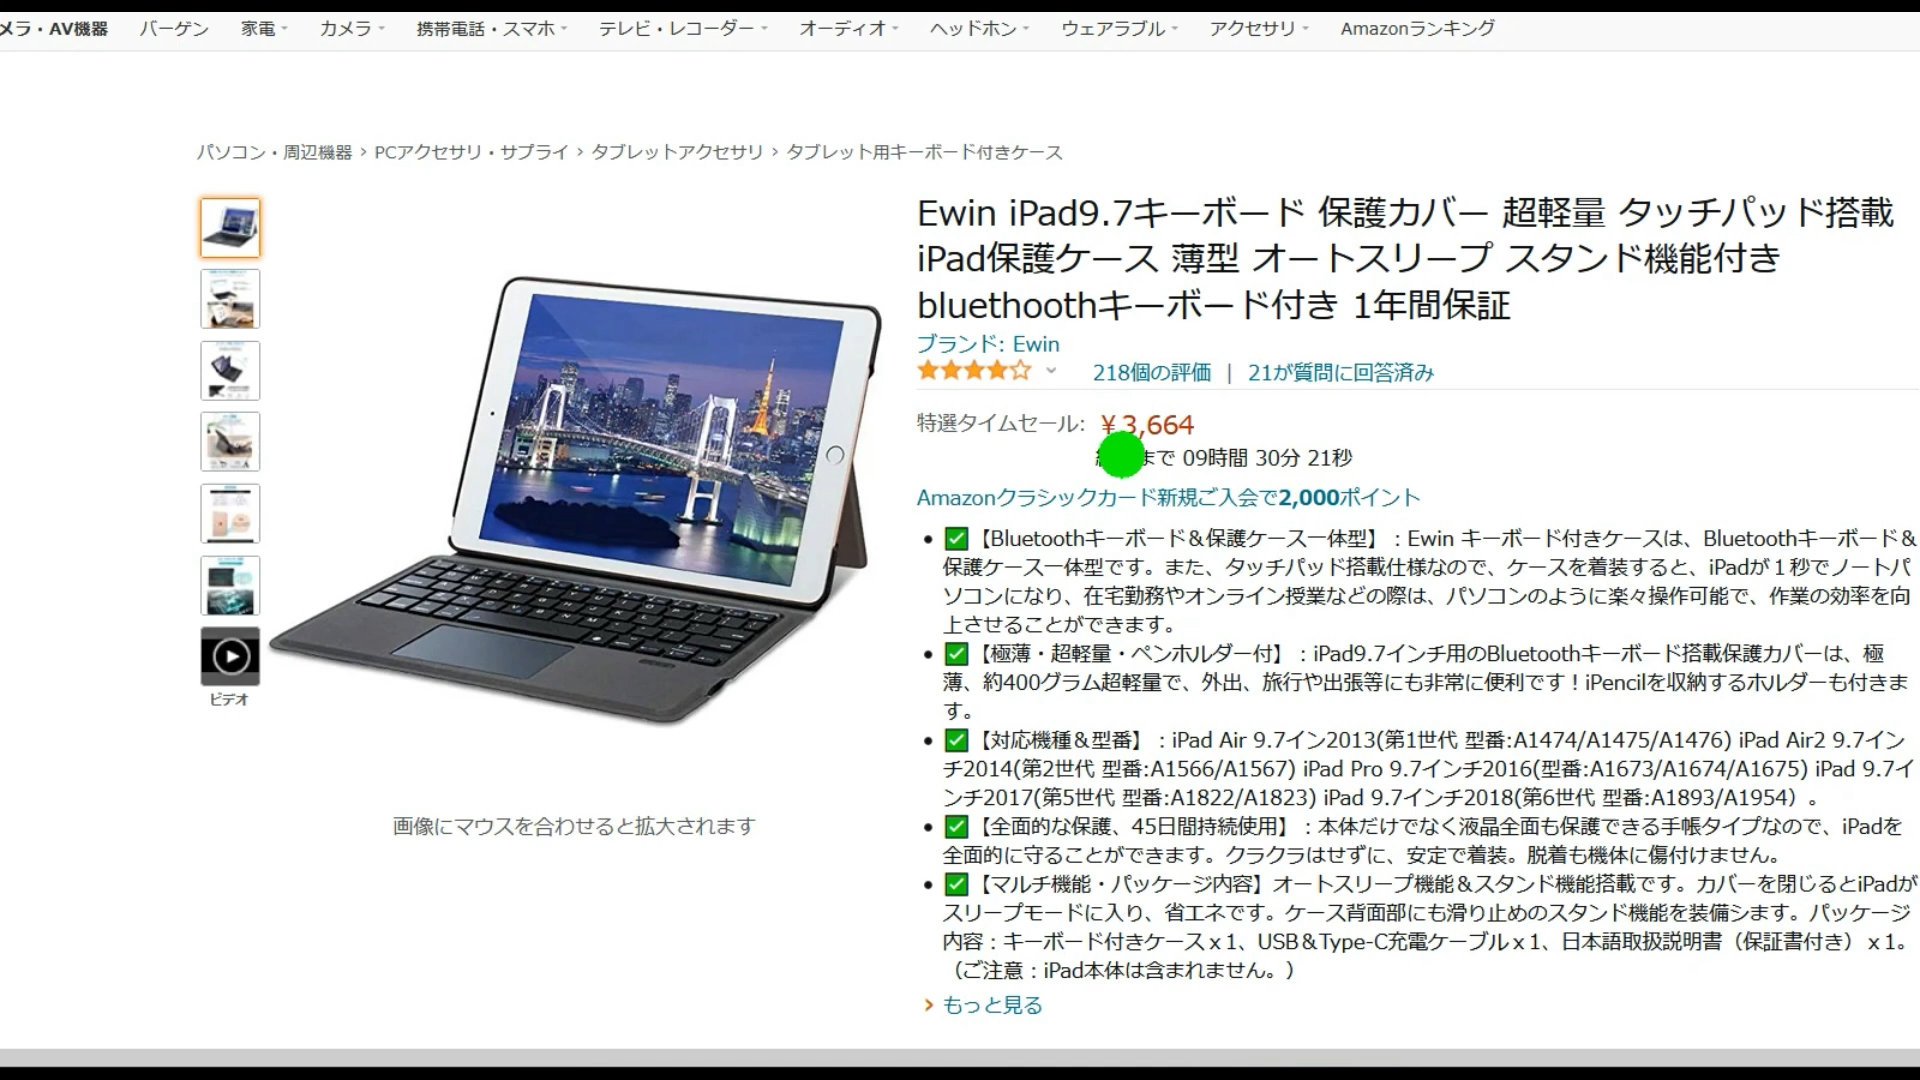 メラ・AV機器 バーゲン 家電 カメラ 携帯電話・スマホ テレビ・レコーダー オーディオ ヘッドホン ウェアラブル アクセサリ Amazonランキング
パソコン・周辺機器 › PCアクセサリ・サプライ › タブレットアクセサリ › タブレット用キーボード付きケース
Ewin iPad9.7キーボード 保護カバー 超軽量 タッチパッド搭載
iPad保護ケース 薄型 オートスリープ スタンド機能付き
bluethoothキーボード付き 1年間保証
ブランド: Ewin
218個の評価 | 21が質問に回答済み
特選タイムセール: ￥3,664
まで 09時間 30分 21秒
Amazonクラシックカード新規ご入会で2,000ポイント
• ✅【Bluetoothキーボード＆保護ケース一体型】：Ewin キーボード付きケースは、Bluetoothキーボード＆
保護ケース一体型です。また、タッチパッド搭載仕様なので、ケースを着装すると、iPadが１秒でノートパ
ソコンになり、在宅勤務やオンライン授業などの際は、パソコンのように楽々操作可能で、作業の効率を向
上させることができます。
• ✅【極薄・超軽量・ペンホルダー付】：iPad9.7インチ用のBluetoothキーボード搭載保護カバーは、極
薄、約400グラム超軽量で、外出、旅行や出張等にも非常に便利です！iPencilを収納するホルダーも付きま
す。
• ✅【対応機種＆型番】：iPad Air 9.7イン2013(第1世代 型番:A1474/A1475/A1476) iPad Air2 9.7イン
チ2014(第2世代 型番:A1566/A1567) iPad Pro 9.7インチ2016(型番:A1673/A1674/A1675) iPad 9.7イ
ンチ2017(第5世代 型番:A1822/A1823) iPad 9.7インチ2018(第6世代 型番:A1893/A1954）。
• ✅【全面的な保護、45日間持続使用】：本体だけでなく液晶全面も保護できる手帳タイプなので、iPadを
全面的に守ることができます。クラクラはせずに、安定で着装。脱着も機体に傷付けません。
• ✅【マルチ機能・パッケージ内容】オートスリープ機能＆スタンド機能搭載です。カバーを閉じるとiPadが
スリープモードに入り、省エネです。ケース背面部にも滑り止めのスタンド機能を装備シます。パッケージ
内容：キーボード付きケースｘ1、USB＆Type-C充電ケーブルｘ1、日本語取扱説明書（保証書付き）ｘ1。
（ご注意：iPad本体は含まれません。）
› もっと見る
ビデオ
画像にマウスを合わせると拡大されます